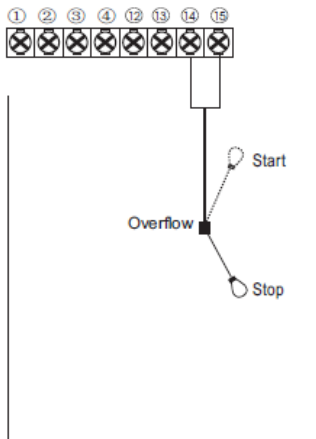 ① ② ③ ④ ⑫ ⑬ ⑭ ⑮
Start
Overflow
Stop